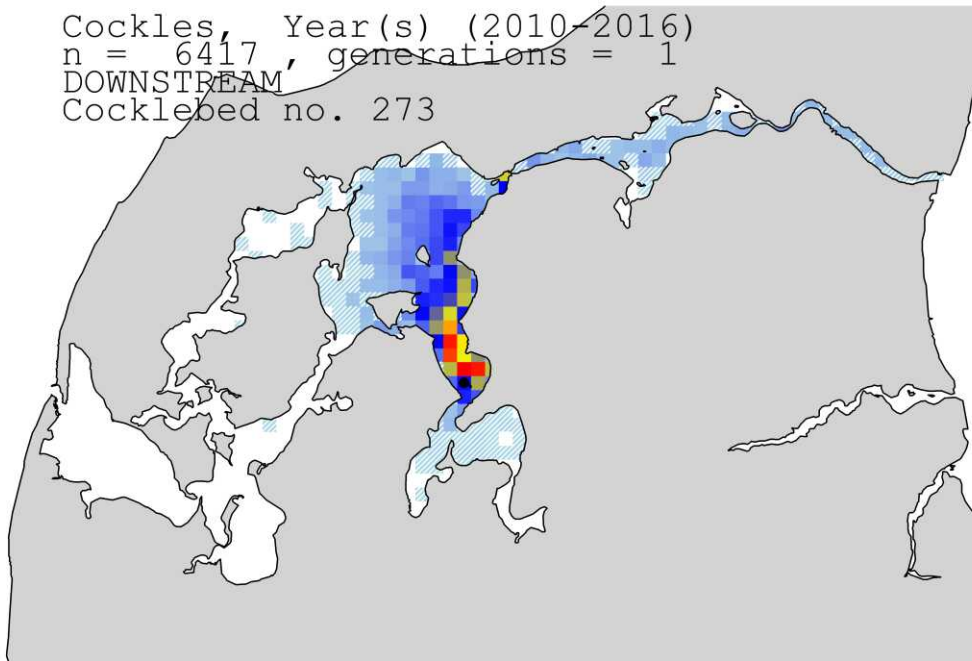 Cockles, Year(s) (2010-2016)
n = 6417 , generations = 1
DOWNSTREAM
Cocklebed no. 273